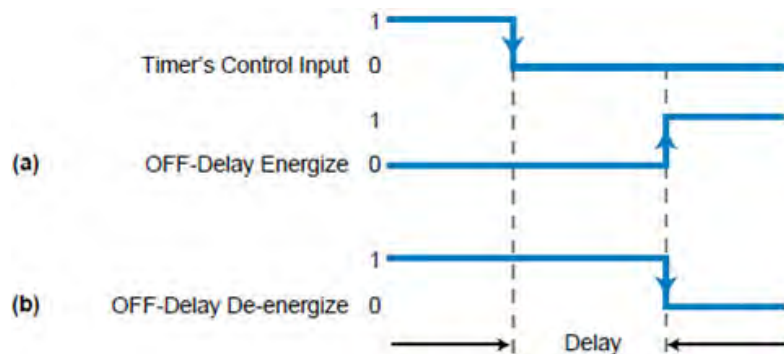 1
Timer's Control Input 0
1
(a) OFF-Delay Energize 0
1
(b) OFF-Delay De-energize 0
Delay